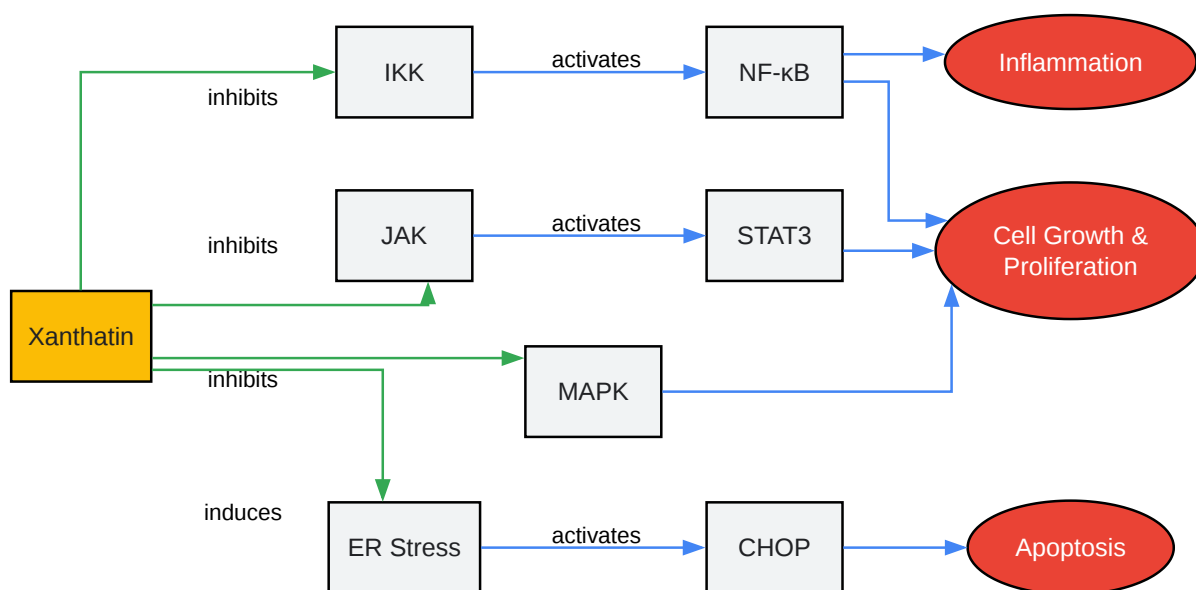 IKK
activates
NF-κB
Inflammation
inhibits
JAK
activates
STAT3
Cell Growth &
Proliferation
inhibits
Xanthatin
inhibits
MAPK
induces
ER Stress
activates
CHOP
Apoptosis